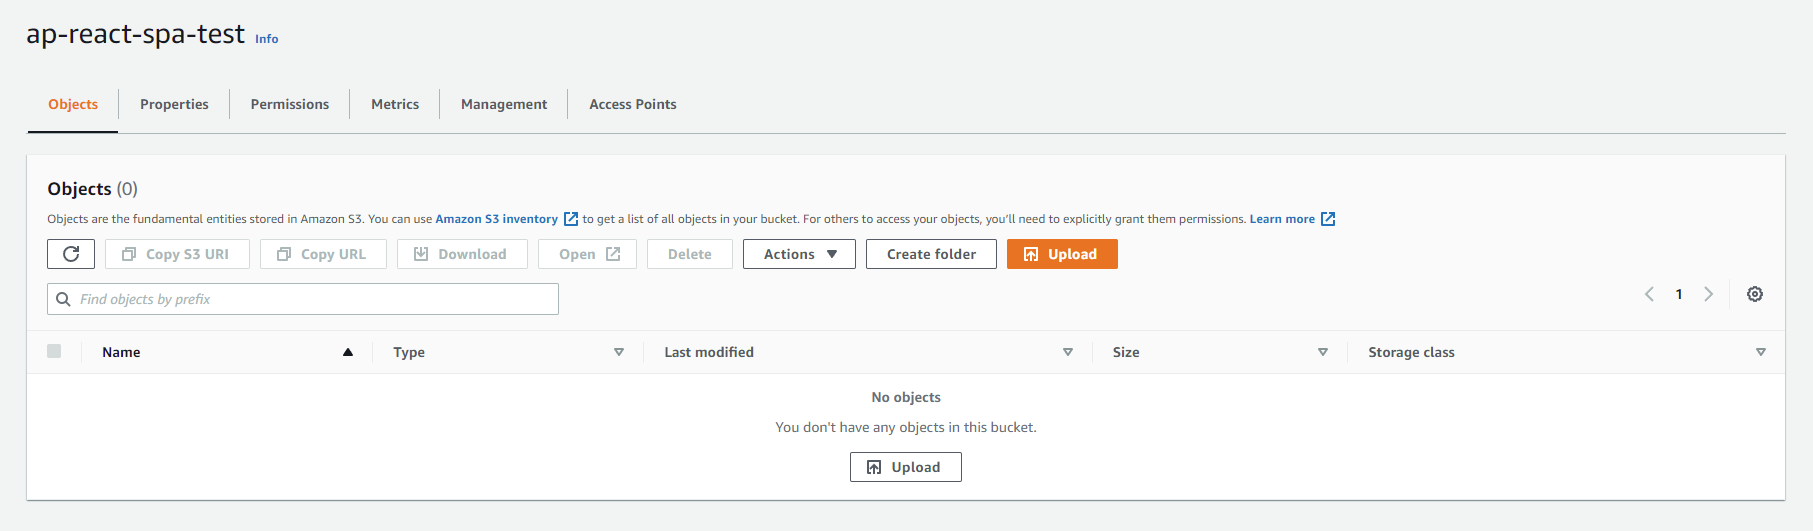 ap-react-spa-test Info
Objects Properties Permissions Metrics Management Access Points
Objects (0)
Objects are the fundamental entities stored in Amazon S3. You can use Amazon S3 inventory to get a list of all objects in your bucket. For others to access your objects, you'll need to explicitly grant them permissions. Learn more
Copy S3 URI Copy URL Download Open Delete Actions Create folder Upload
Find objects by prefix 1
Name Type Last modified Size Storage class
No objects
You don't have any objects in this bucket.
Upload